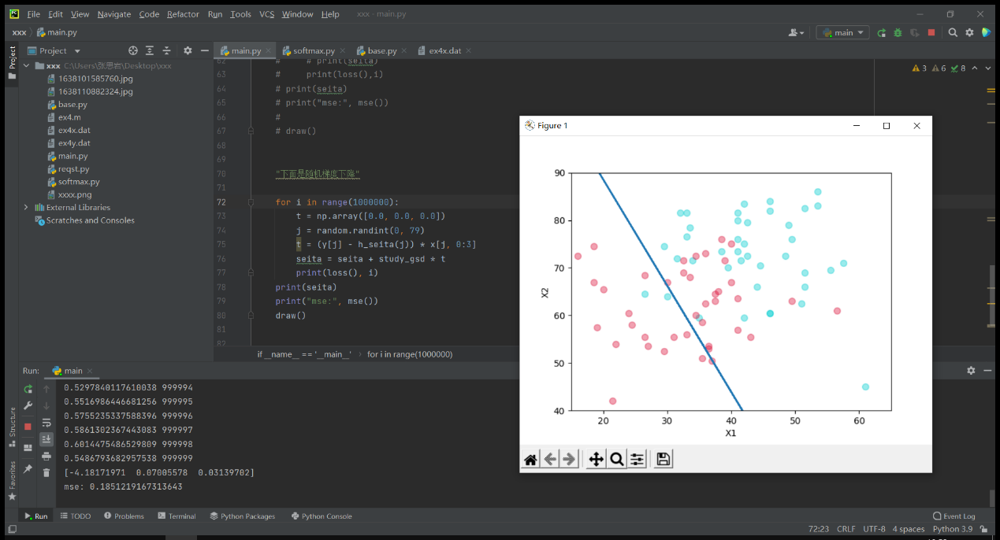 File Edit View Navigate Code Refactor Run Tools VCS Window Help xxx - main.py
xxx main.py
main
Project
main.py softmax.py base.py ex4x.dat
Project
xxx C:\Users\张思宕\Desktop\xxx
1638101585760.jpg
1638110882324.jpg
base.py
ex4.m
ex4x.dat
ex4y.dat
main.py
reqst.py
softmax.py
xxxx.png
External Libraries
Scratches and Consoles
3 6 8
62 # # print(seita)
63 # print(loss(),i)
64 # print(seita)
65 # print("mse:", mse())
66 #
67 # draw()
68
69
70 "下面是随机梯度下降"
71
72 for i in range(1000000):
73 t = np.array([0.0, 0.0, 0.0])
74 j = random.randint(0, 79)
75 t = (y[j] - h_seita(j)) * x[j, 0:3]
76 seita = seita + study_gsd * t
77 print(loss(), i)
78 print(seita)
79 print("mse:", mse())
80 draw()
81
82
if __name__ == '__main__' for i in range(1000000)
Figure 1
90
80
70
60
50
40
X2
20 30 40 50 60
X1
Run: main
0.5297840117610038 999994
0.5516986446681256 999995
0.5755235337588396 999996
0.5861302367443083 999997
0.6014475486529809 999998
0.5486793682957538 999999
[-4.18171971 0.07005578 0.03139702]
mse: 0.1851219167313643
Structure
Favorites
Run TODO Problems Terminal Python Packages Python Console Event Log
72:23 CRLF UTF-8 4 spaces Python 3.9